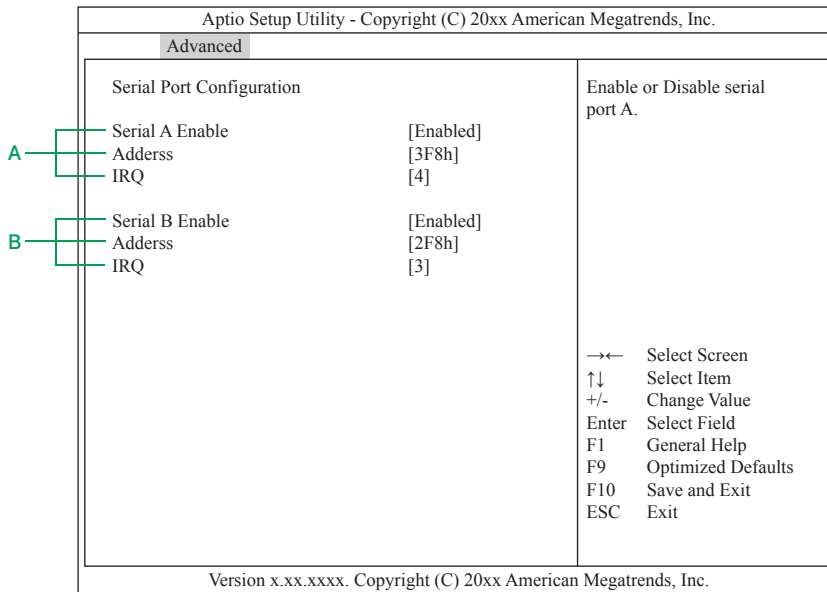 Aptio Setup Utility - Copyright (C) 20xx American Megatrends, Inc.
Advanced
Serial Port Configuration
A
Serial A Enable [Enabled]
Adderss [3F8h]
IRQ [4]
B
Serial B Enable [Enabled]
Adderss [2F8h]
IRQ [3]
Enable or Disable serial
port A.
→← Select Screen
↑↓ Select Item
+/- Change Value
Enter Select Field
F1 General Help
F9 Optimized Defaults
F10 Save and Exit
ESC Exit
Version x.xx.xxxx. Copyright (C) 20xx American Megatrends, Inc.